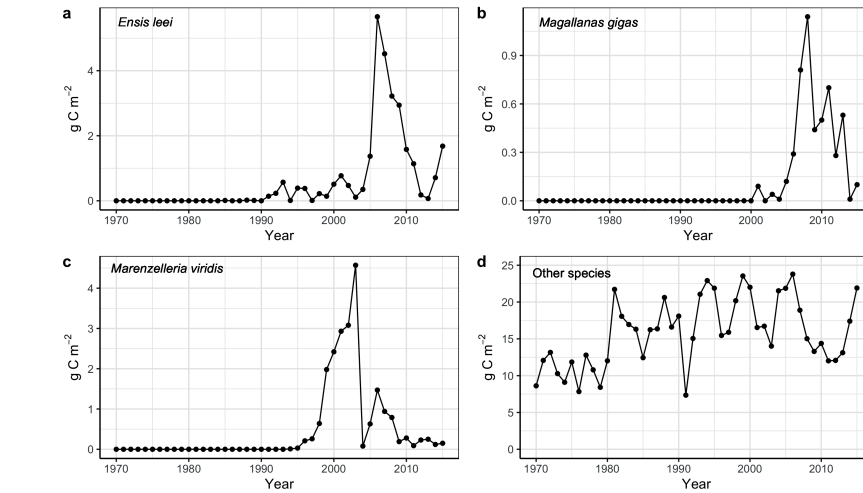 a
Ensis leei
g C m⁻²
4
2
0
1970 1980 1990 2000 2010
Year
b
Magallanas gigas
g C m⁻²
0.9
0.6
0.3
0.0
1970 1980 1990 2000 2010
Year
c
Marenzelleria viridis
g C m⁻²
4
3
2
1
0
1970 1980 1990 2000 2010
Year
d
Other species
g C m⁻²
25
20
15
10
5
0
1970 1980 1990 2000 2010
Year